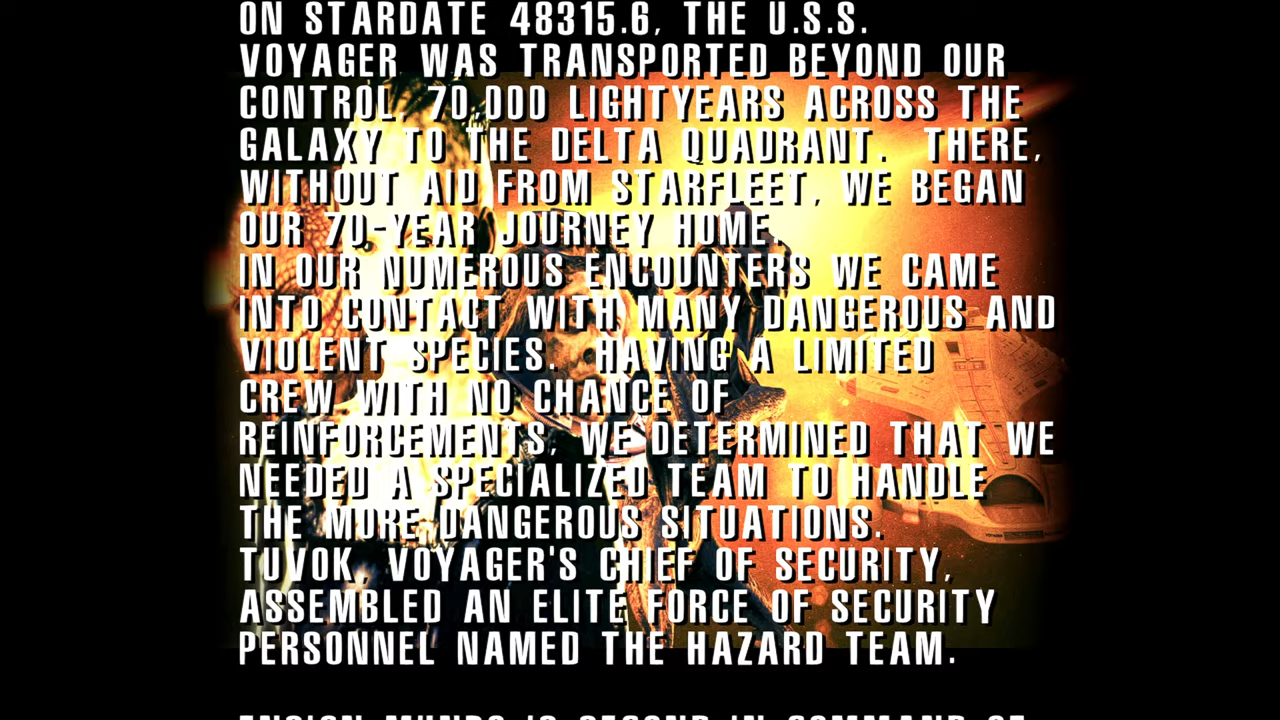 ON STARDATE 48315.6, THE U.S.S.
VOYAGER WAS TRANSPORTED BEYOND OUR
CONTROL, 70,000 LIGHTYEARS ACROSS THE
GALAXY TO THE DELTA QUADRANT.  THERE,
WITHOUT AID FROM STARFLEET, WE BEGAN
OUR 70-YEAR JOURNEY HOME.
IN OUR NUMEROUS ENCOUNTERS WE CAME
INTO CONTACT WITH MANY DANGEROUS AND
VIOLENT SPECIES.  HAVING A LIMITED
CREW WITH NO CHANCE OF
REINFORCEMENTS, WE DETERMINED THAT WE
NEEDED A SPECIALIZED TEAM TO HANDLE
THE MORE DANGEROUS SITUATIONS.
TUVOK, VOYAGER'S CHIEF OF SECURITY,
ASSEMBLED AN ELITE FORCE OF SECURITY
PERSONNEL NAMED THE HAZARD TEAM.